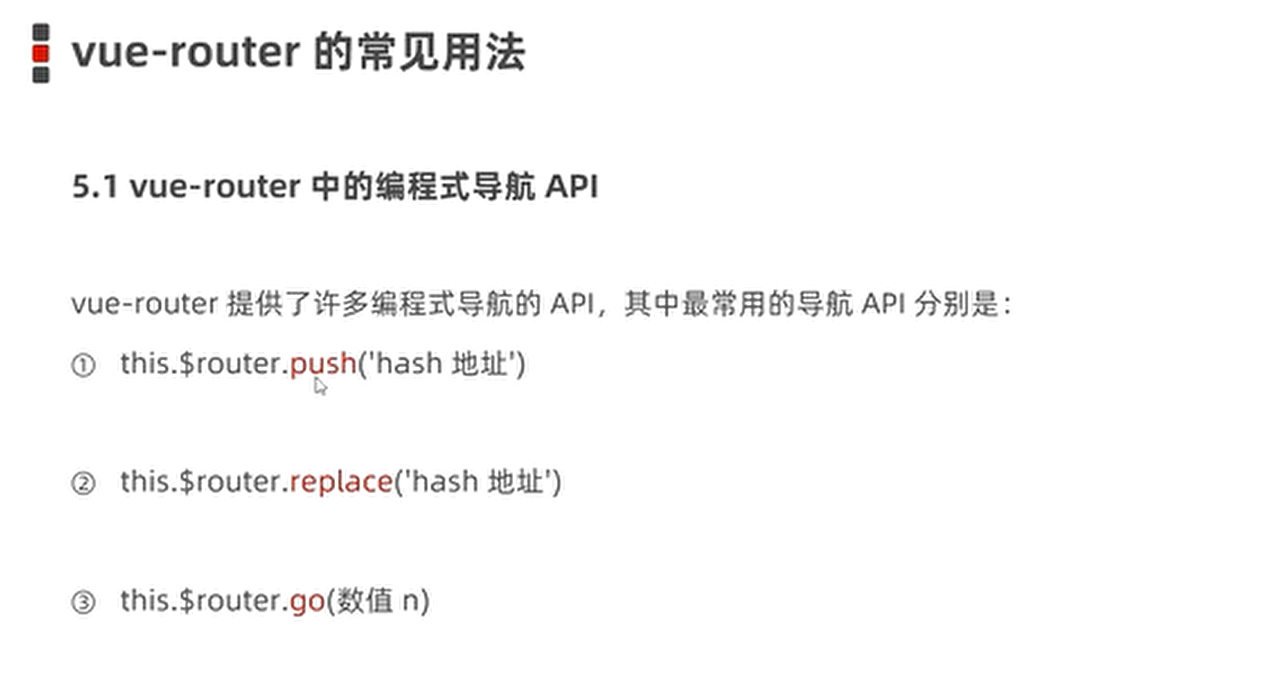 vue-router 的常见用法
5.1 vue-router 中的编程式导航 API
vue-router 提供了许多编程式导航的 API，其中最常用的导航 API 分别是：
① this.$router.push('hash 地址')
② this.$router.replace('hash 地址')
③ this.$router.go(数值 n)